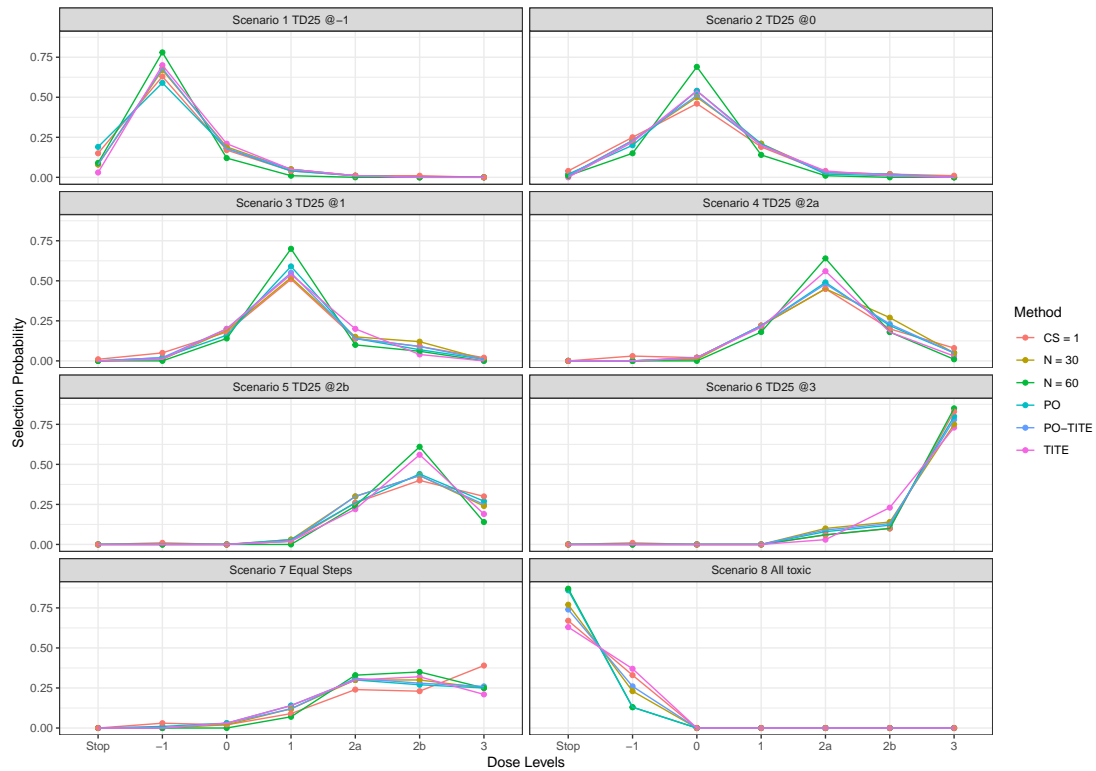 Scenario 1 TD25 @−1
Scenario 2 TD25 @0
0.75
0.50
0.25
0.00
Scenario 3 TD25 @1
Scenario 4 TD25 @2a
0.75
0.50
0.25
0.00
Scenario 5 TD25 @2b
Scenario 6 TD25 @3
0.75
0.50
0.25
0.00
Scenario 7 Equal Steps
Scenario 8 All toxic
0.75
0.50
0.25
0.00
Stop −1 0 1 2a 2b 3
Stop −1 0 1 2a 2b 3
Dose Levels
Selection Probability
Method
CS = 1
N = 30
N = 60
PO
PO−TITE
TITE